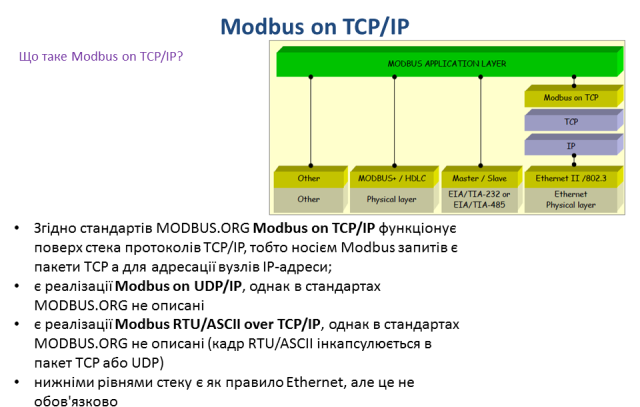 Modbus on TCP/IP
Що таке Modbus on TCP/IP?
MODBUS APPLICATION LAYER
Modbus on TCP
TCP
IP
Other
MODBUS+ / HDLC
Master / Slave
Ethernet II /802.3
Other
Physical layer
EIA/TIA-232 or
EIA/TIA-485
Ethernet
Physical layer
• Згідно стандартів MODBUS.ORG Modbus on TCP/IP функціонує
поверх стека протоколів TCP/IP, тобто носієм Modbus запитів є
пакети TCP а для адресації вузлів IP-адреси;
• є реалізації Modbus on UDP/IP, однак в стандартах
MODBUS.ORG не описані
• є реалізації Modbus RTU/ASCII over TCP/IP, однак в стандартах
MODBUS.ORG не описані (кадр RTU/ASCII інкапсулюється в
пакет TCP або UDP)
• нижніми рівнями стеку є як правило Ethernet, але це не
обов'язково